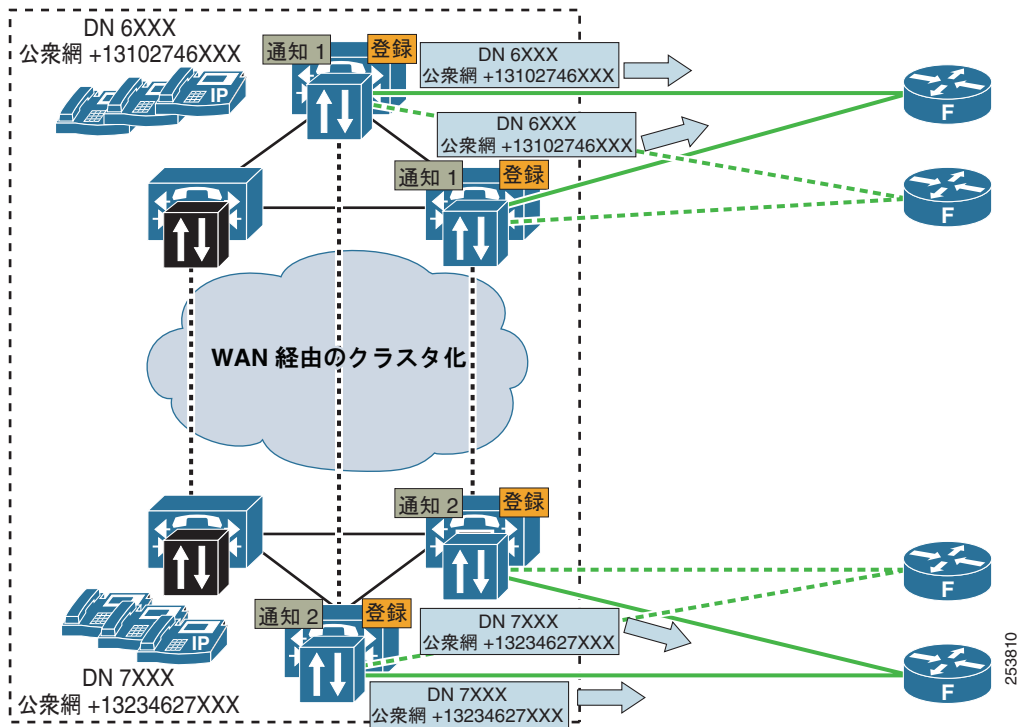 DN 6XXX
公衆網 +13102746XXX
IP
通知 1
登録
DN 6XXX
公衆網 +13102746XXX
F
DN 6XXX
公衆網 +13102746XXX
通知 1
登録
F
WAN 経由のクラスタ化
通知 2
登録
F
IP
DN 7XXX
公衆網 +13234627XXX
通知 2
登録
DN 7XXX
公衆網 +13234627XXX
F
DN 7XXX
公衆網 +13234627XXX
253810